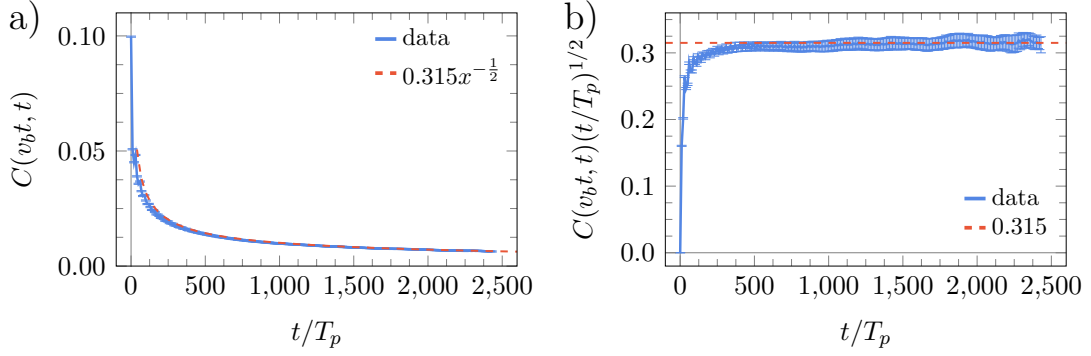 a)
C(v_b t, t)
0.10
0.05
0.00
data
0.315x^{-\frac{1}{2}}
0
500
1,000
1,500
2,000
2,500
t/T_p
b)
C(v_b t, t)(t/T_p)^{1/2}
0.3
0.2
0.1
0.0
data
0.315
0
500
1,000
1,500
2,000
2,500
t/T_p